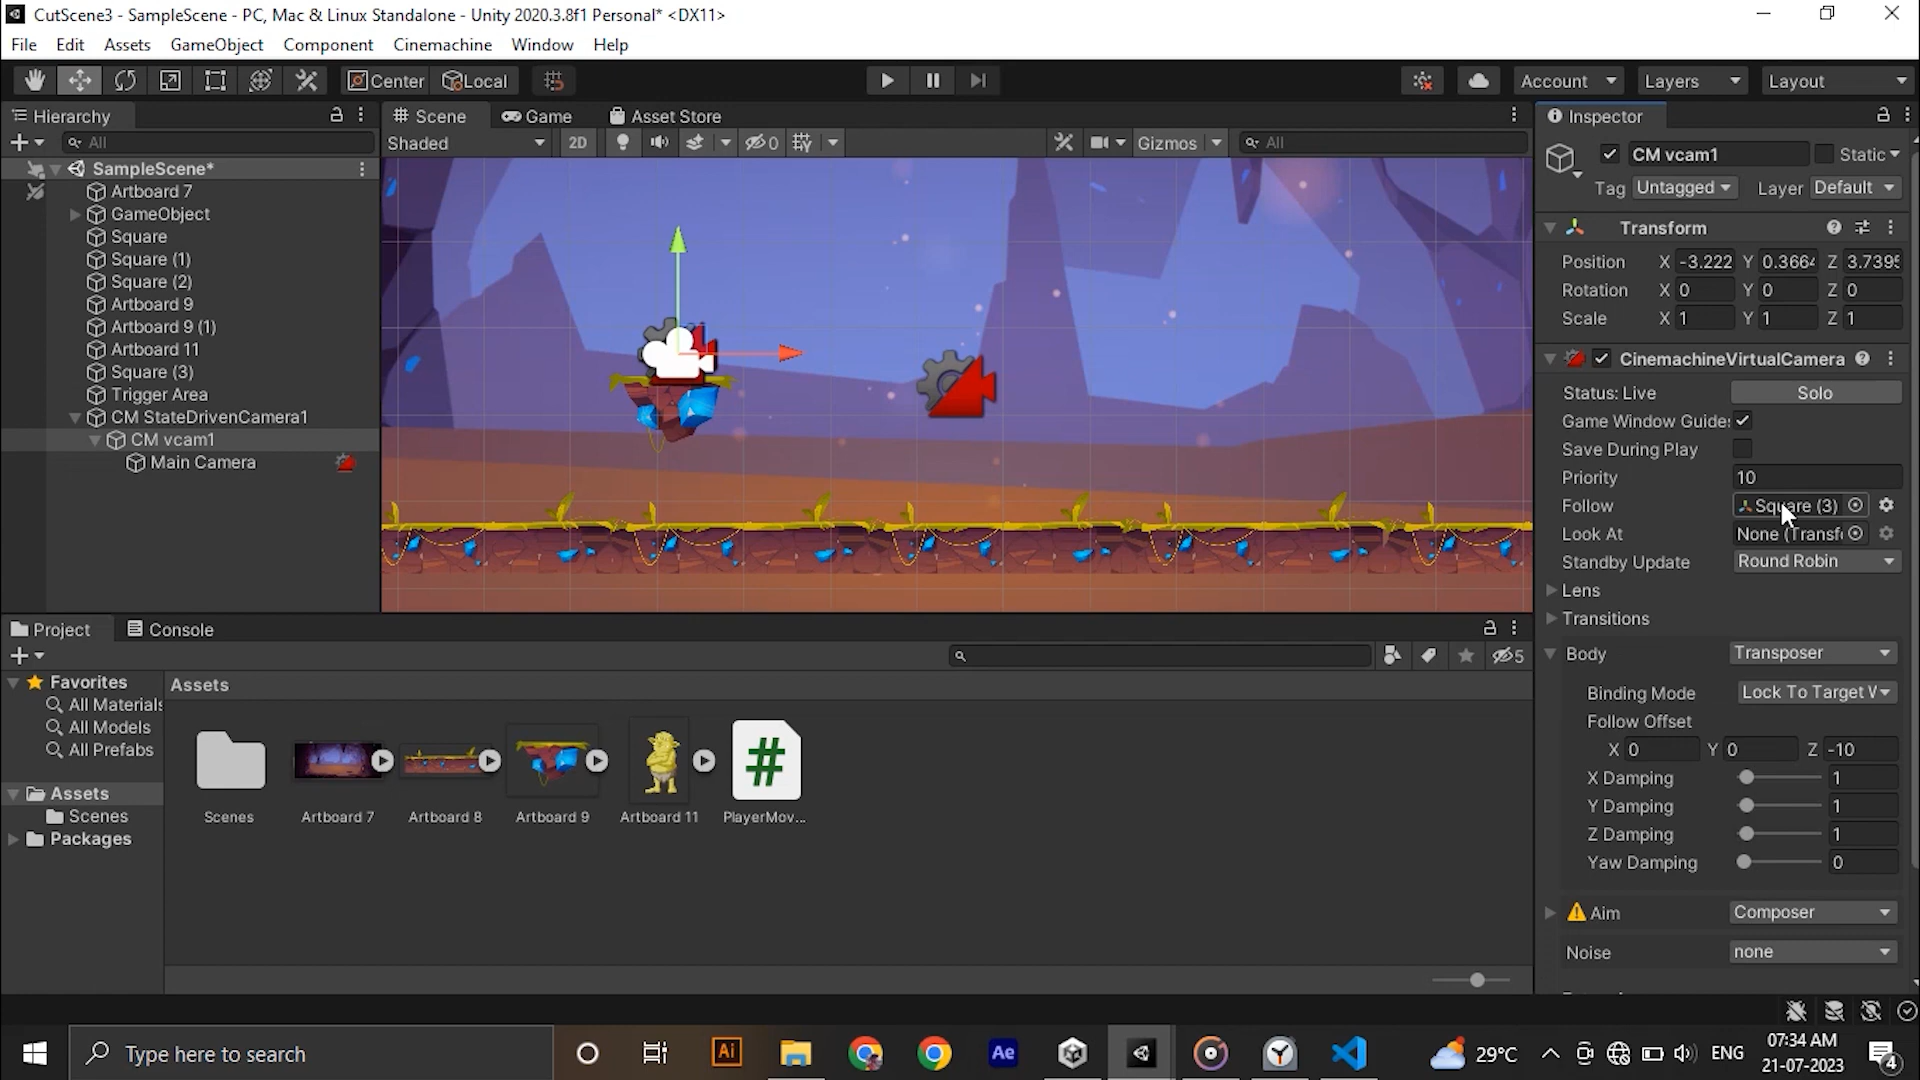 CutScene3 - SampleScene - PC, Mac & Linux Standalone - Unity 2020.3.8f1 Personal* <DX11>
File Edit Assets GameObject Component Cinemachine Window Help
Center Local Account Layers Layout
Hierarchy
All
SampleScene*
Artboard 7
GameObject
Square
Square (1)
Square (2)
Artboard 9
Artboard 9 (1)
Artboard 11
Square (3)
Trigger Area
CM StateDrivenCamera1
CM vcam1
Main Camera
Scene Game Asset Store
Shaded 2D 0 Gizmos All
Inspector
CM vcam1 Static
Tag Untagged Layer Default
Transform
Position X -3.222 Y 0.3664 Z 3.7395
Rotation X 0 Y 0 Z 0
Scale X 1 Y 1 Z 1
CinemachineVirtualCamera
Status: Live Solo
Game Window Guide:
Save During Play
Priority 10
Follow Square (3)
Look At None (Transf
Standby Update Round Robin
Lens
Transitions
Body Transposer
Binding Mode Lock To Target W
Follow Offset
X 0 Y 0 Z -10
X Damping 1
Y Damping 1
Z Damping 1
Yaw Damping 0
Aim Composer
Noise none
Project Console
5
Favorites
All Materials
All Models
All Prefabs
Assets
Scenes
Packages
Assets
Scenes Artboard 7 Artboard 8 Artboard 9 Artboard 11 PlayerMov...
#
Type here to search
Ai
Ae
29°C ENG
07:34 AM
21-07-2023
4